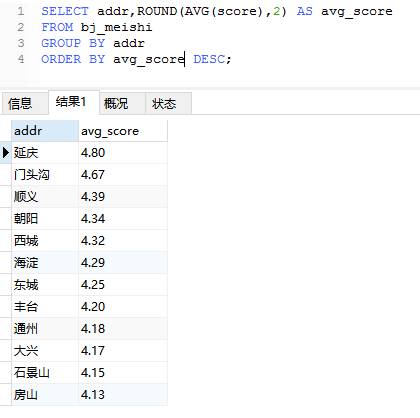 1 SELECT addr,ROUND(AVG(score),2) AS avg_score
2 FROM bj_meishi
3 GROUP BY addr
4 ORDER BY avg_score DESC;
信息 结果1 概况 状态
addr avg_score
延庆 4.80
门头沟 4.67
顺义 4.39
朝阳 4.34
西城 4.32
海淀 4.29
东城 4.25
丰台 4.20
通州 4.18
大兴 4.17
石景山 4.15
房山 4.13